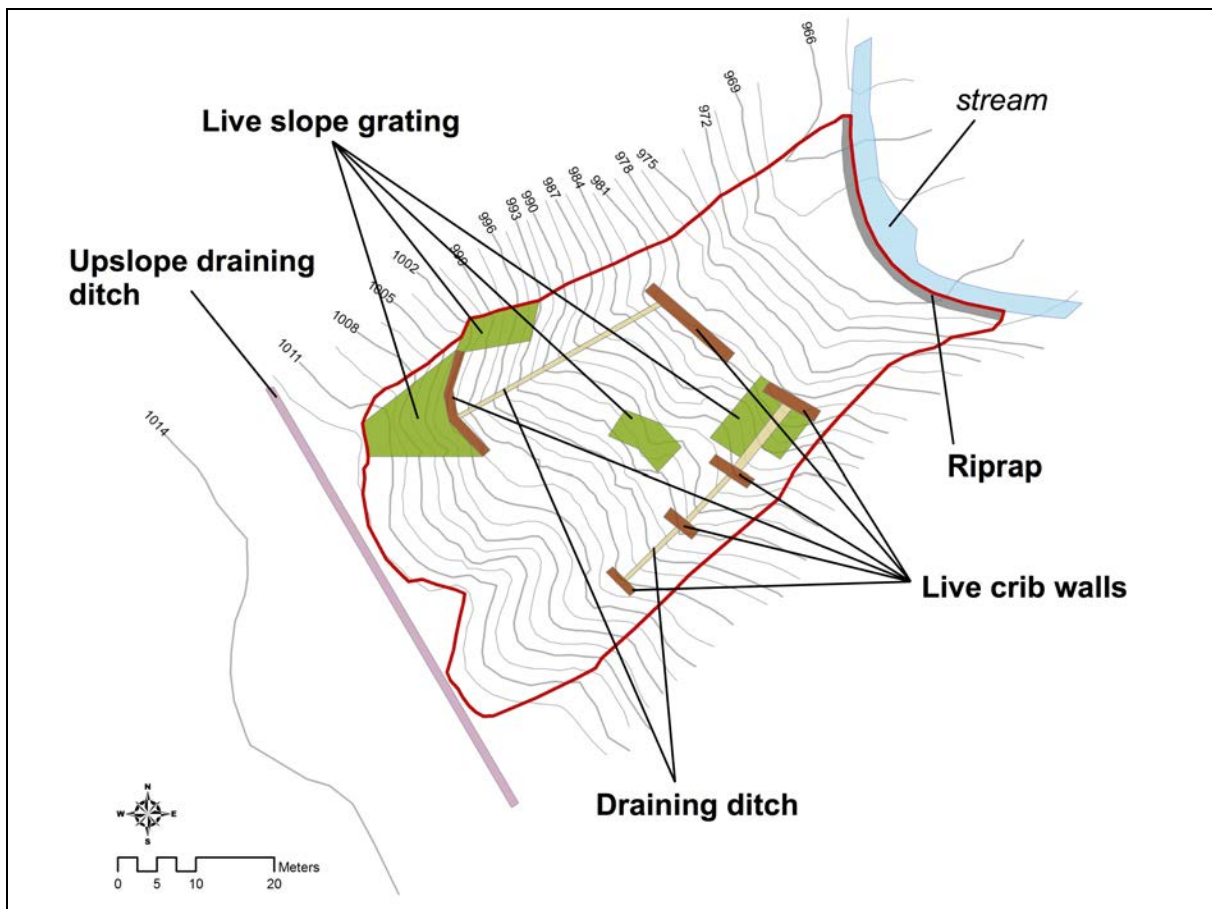 966
969
stream
972
Live slope grating
975
978
981
984
987
990
993
996
999
1002
Upslope draining
ditch
1005
1008
1011
1014
Riprap
Live crib walls
Draining ditch
N
W E
S
Meters
0 5 10 20